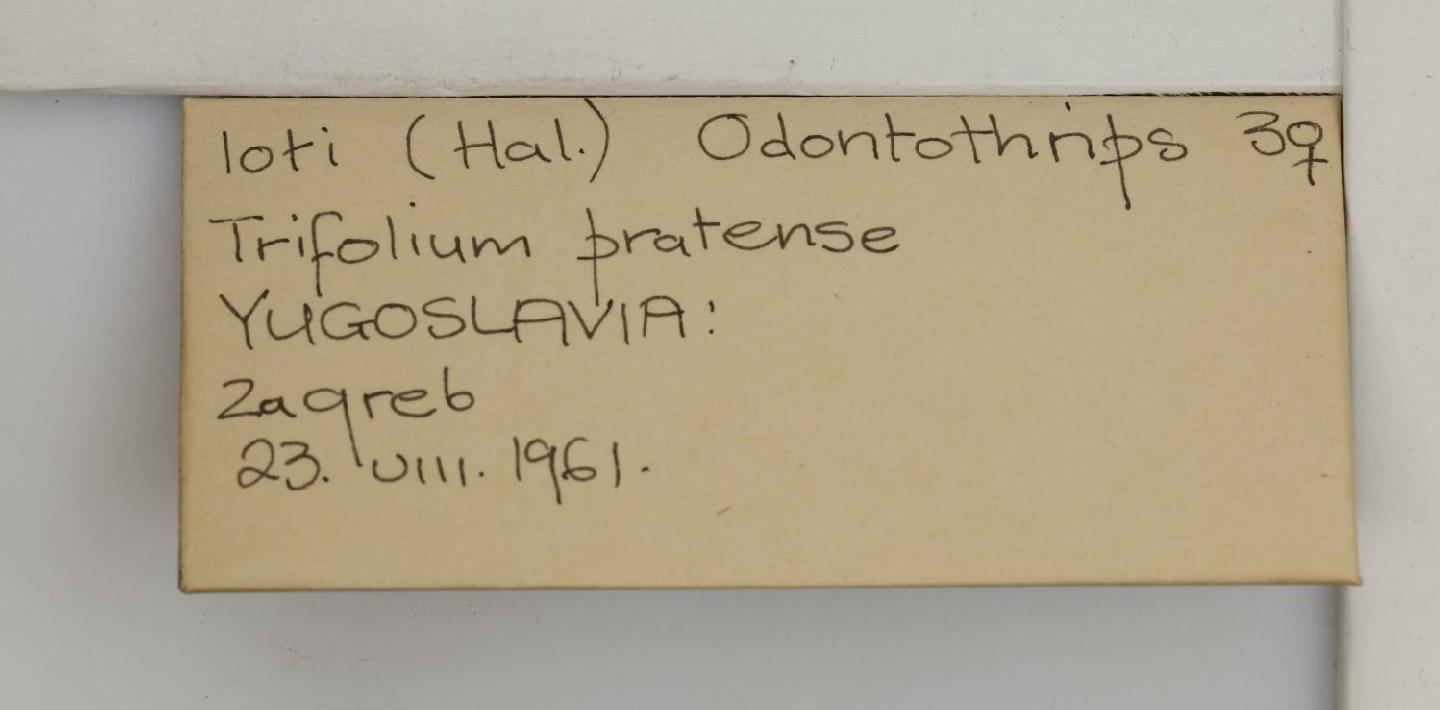 loti (Hal.) Odontothrips 3♀
Trifolium pratense
YUGOSLAVIA:
Zagreb
23. VIII. 1961.